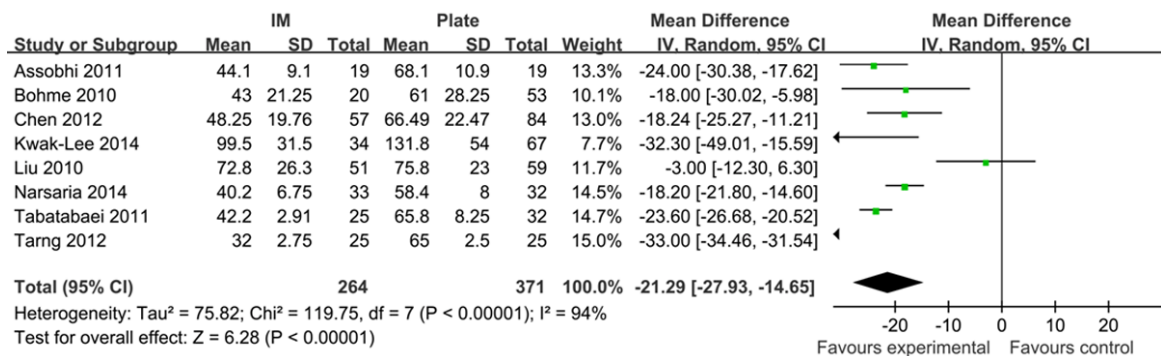 IM Plate Mean Difference Mean Difference
Study or Subgroup Mean SD Total Mean SD Total Weight IV, Random, 95% CI IV, Random, 95% CI
Assobhi 2011 44.1 9.1 19 68.1 10.9 19 13.3% -24.00 [-30.38, -17.62]
Bohme 2010 43 21.25 20 61 28.25 53 10.1% -18.00 [-30.02, -5.98]
Chen 2012 48.25 19.76 57 66.49 22.47 84 13.0% -18.24 [-25.27, -11.21]
Kwak-Lee 2014 99.5 31.5 34 131.8 54 67 7.7% -32.30 [-49.01, -15.59]
Liu 2010 72.8 26.3 51 75.8 23 59 11.7% -3.00 [-12.30, 6.30]
Narsaria 2014 40.2 6.75 33 58.4 8 32 14.5% -18.20 [-21.80, -14.60]
Tabatabaei 2011 42.2 2.91 25 65.8 8.25 32 14.7% -23.60 [-26.68, -20.52]
Tarng 2012 32 2.75 25 65 2.5 25 15.0% -33.00 [-34.46, -31.54]
Total (95% CI) 264 371 100.0% -21.29 [-27.93, -14.65]
Heterogeneity: Tau² = 75.82; Chi² = 119.75, df = 7 (P < 0.00001); I² = 94%
Test for overall effect: Z = 6.28 (P < 0.00001)
-20 -10 0 10 20
Favours experimental Favours control